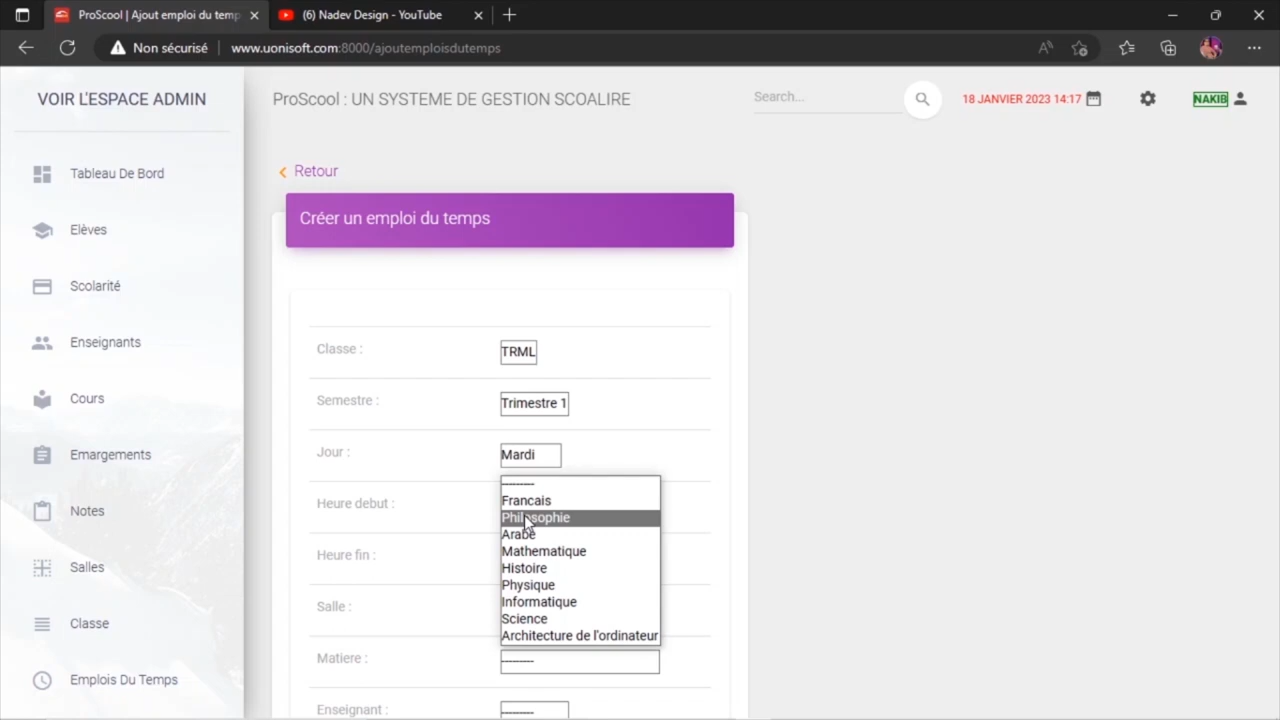 ProScool | Ajout emploi du temp
(6) Nadev Design - YouTube
Non sécurisé
www.uonisoft.com:8000/ajoutemploisdutemps
VOIR L'ESPACE ADMIN
ProScool : UN SYSTEME DE GESTION SCOALIRE
Search...
18 JANVIER 2023 14:17
NAKIB
Tableau De Bord
Elèves
Scolarité
Enseignants
Cours
Emargements
Notes
Salles
Classe
Emplois Du Temps
Retour
Créer un emploi du temps
Classe :
TRML
Semestre :
Trimestre 1
Jour :
Mardi
Heure debut :
Heure fin :
Salle :
---------
Francais
Philosophie
Arabe
Mathematique
Histoire
Physique
Informatique
Science
Architecture de l'ordinateur
Matiere :
---------
Enseignant :
---------